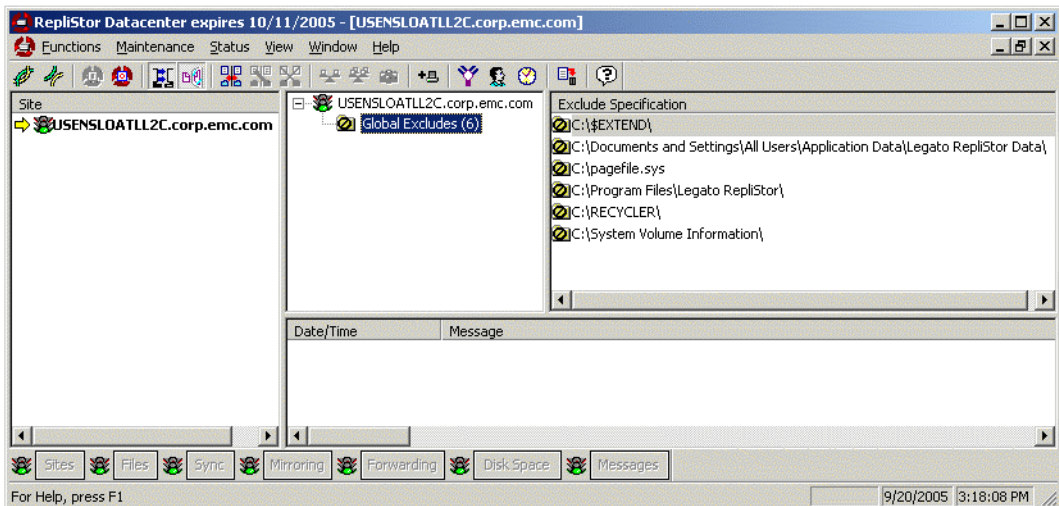 RepliStor Datacenter expires 10/11/2005 - [USENSLOATLL2C.corp.emc.com]
Functions Maintenance Status View Window Help
Site
USENSLOATLL2C.corp.emc.com
USENSLOATLL2C.corp.emc.com
Global Excludes (6)
Exclude Specification
C:\$EXTEND\
C:\Documents and Settings\All Users\Application Data\Legato RepliStor Data\
C:\pagefile.sys
C:\Program Files\Legato RepliStor\
C:\RECYCLER\
C:\System Volume Information\
Date/Time Message
Sites Files Sync Mirroring Forwarding Disk Space Messages
For Help, press F1 9/20/2005 3:18:08 PM